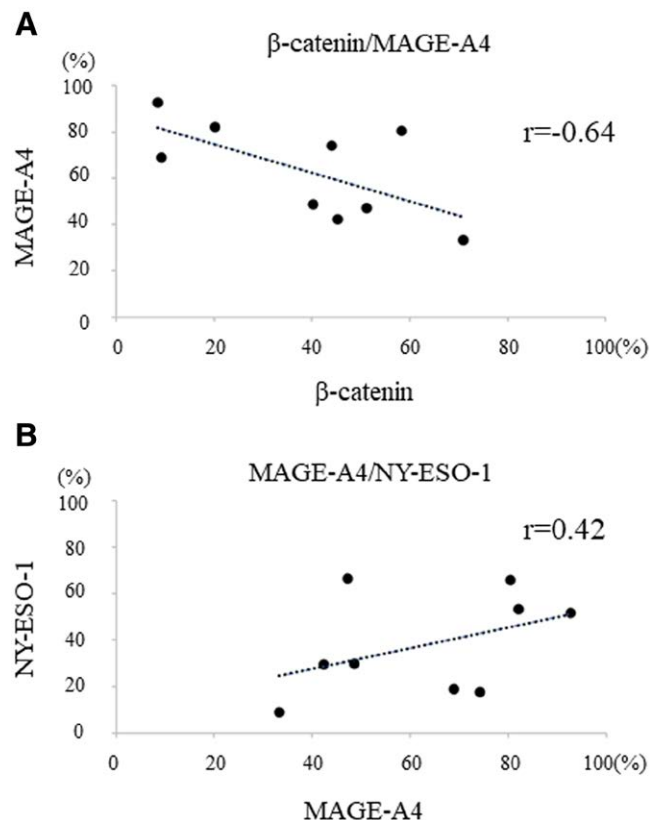 A
β-catenin/MAGE-A4
(%)
100
80
60
40
20
0
MAGE-A4
r=-0.64
0 20 40 60 80 100(%)
β-catenin
B
MAGE-A4/NY-ESO-1
(%)
100
80
60
40
20
0
NY-ESO-1
r=0.42
0 20 40 60 80 100(%)
MAGE-A4